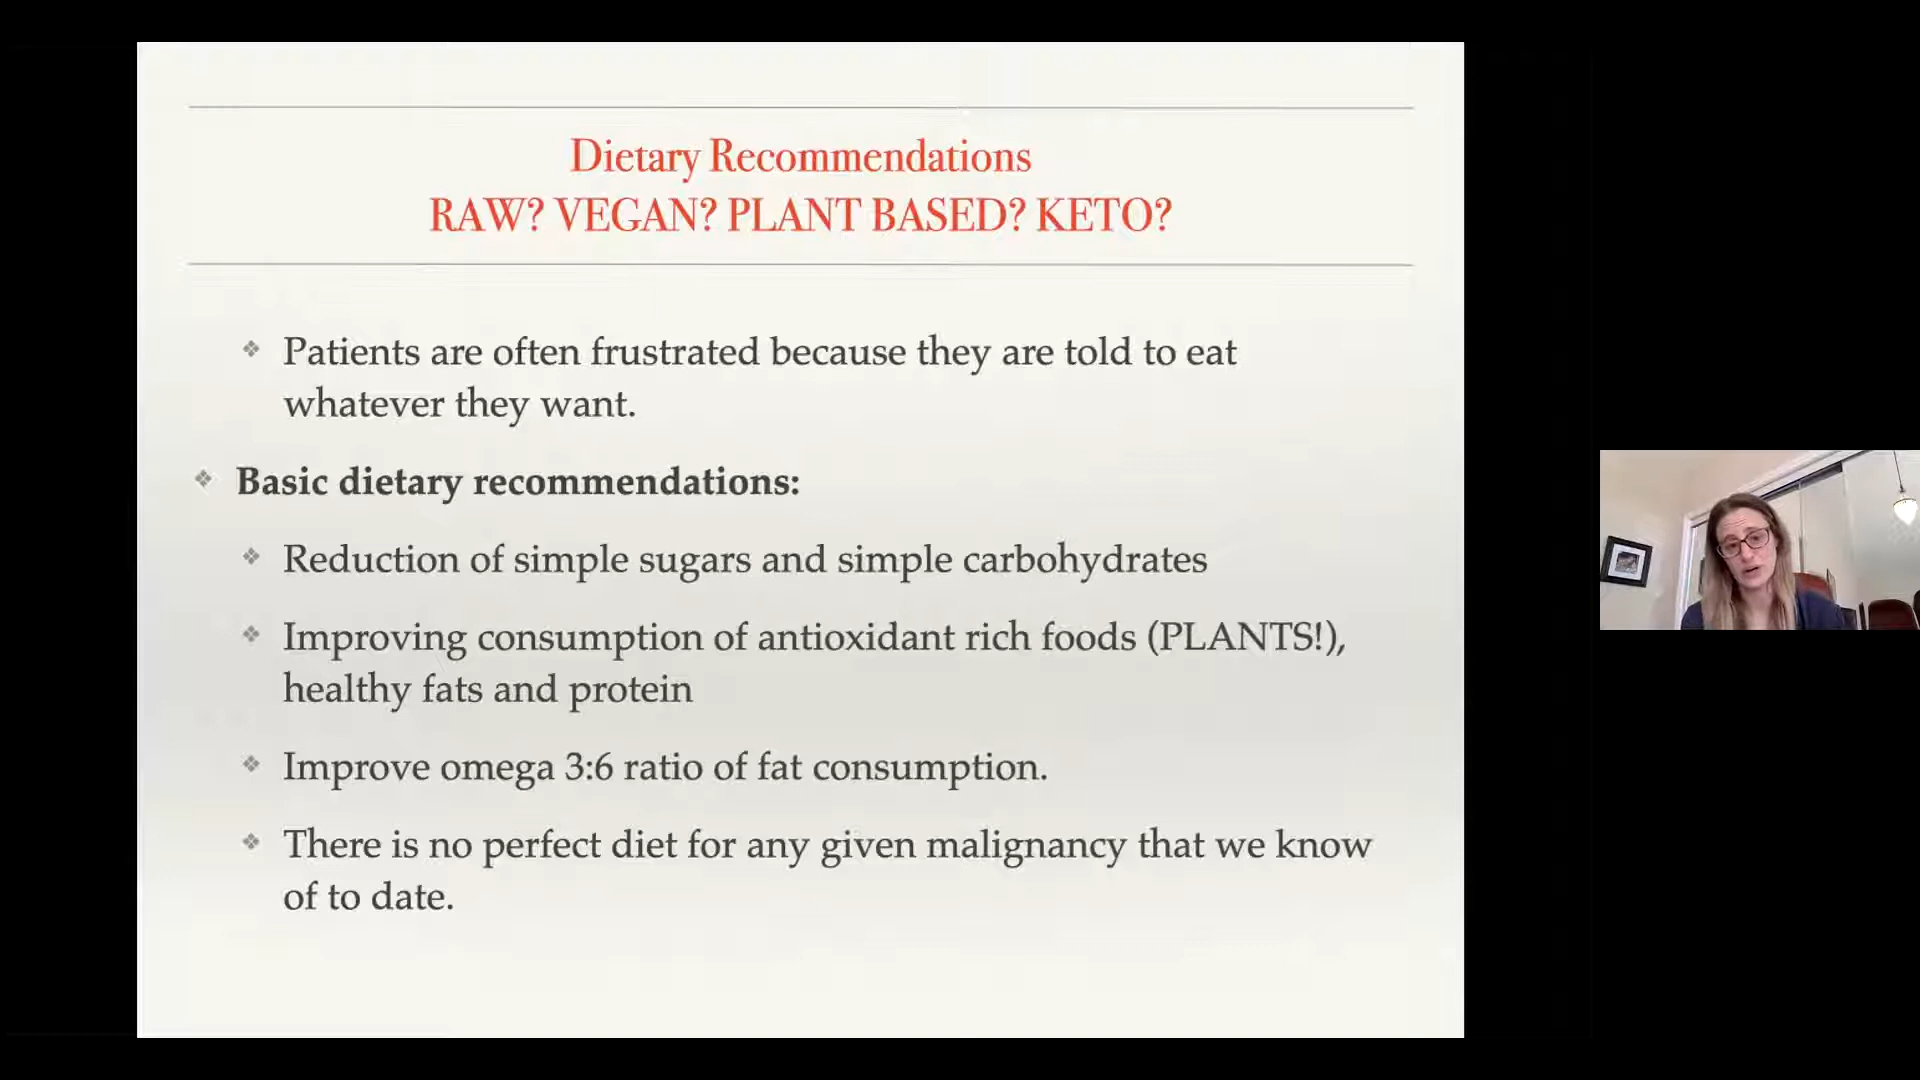 Dietary Recommendations
RAW? VEGAN? PLANT BASED? KETO?
Patients are often frustrated because they are told to eat
whatever they want.
Basic dietary recommendations:
Reduction of simple sugars and simple carbohydrates
Improving consumption of antioxidant rich foods (PLANTS!),
healthy fats and protein
Improve omega 3:6 ratio of fat consumption.
There is no perfect diet for any given malignancy that we know
of to date.